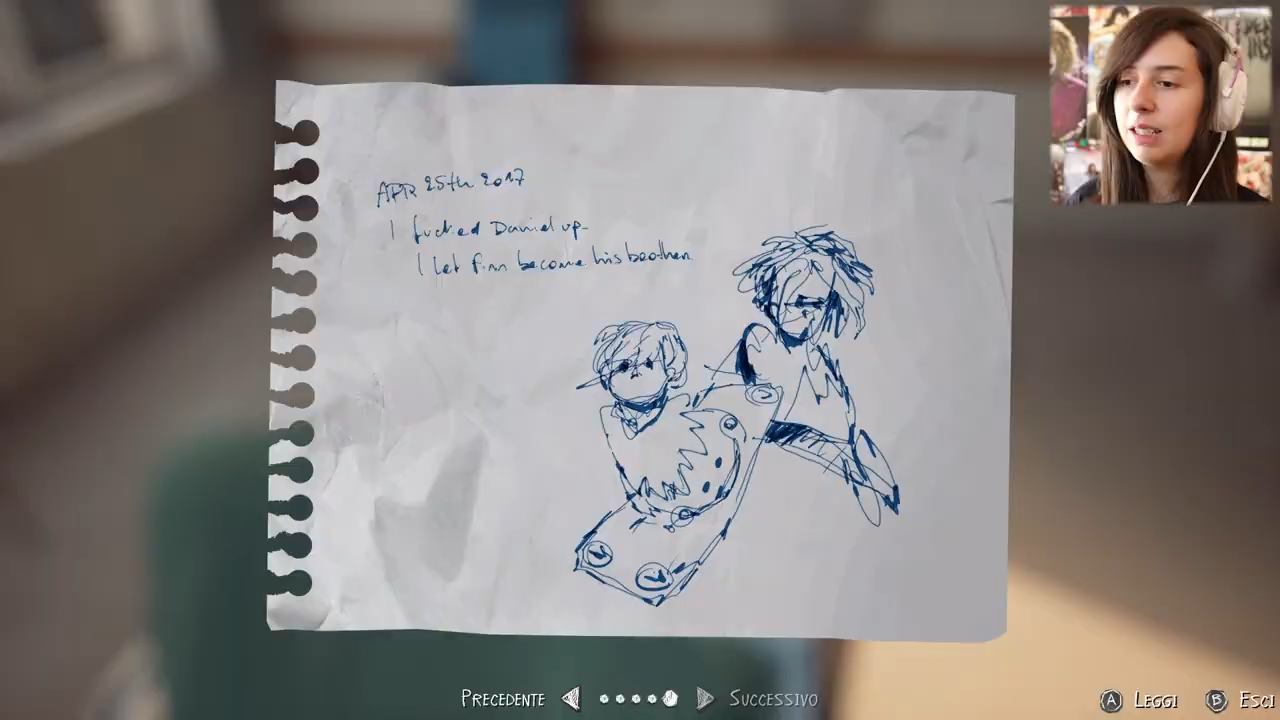 APR 25th 2017
I fucked Daniel up.
I let finn become his brother.
PRECEDENTE
SUCCESSIVO
A LEGGI
B ESCI